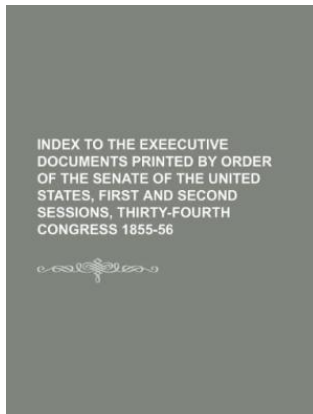 INDEX TO THE EXEECUTIVE
DOCUMENTS PRINTED BY ORDER
OF THE SENATE OF THE UNITED
STATES, FIRST AND SECOND
SESSIONS, THIRTY-FOURTH
CONGRESS 1855-56